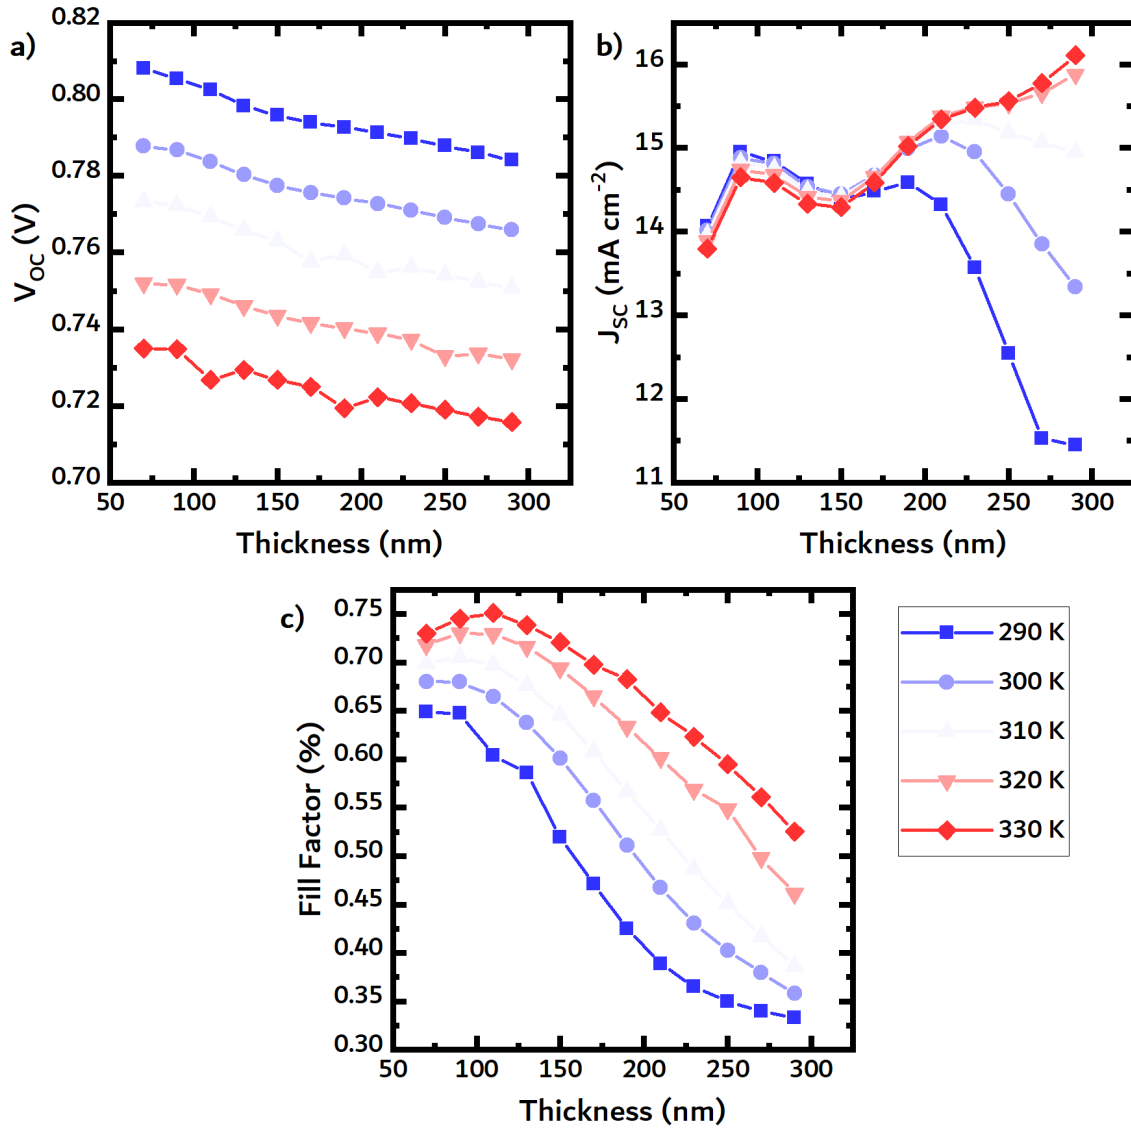 a)
0.82
0.80
0.78
0.76
0.74
0.72
0.70
V_OC (V)
50 100 150 200 250 300
Thickness (nm)
b)
16
15
14
13
12
11
J_SC (mA cm⁻²)
50 100 150 200 250 300
Thickness (nm)
c)
0.75
0.70
0.65
0.60
0.55
0.50
0.45
0.40
0.35
0.30
Fill Factor (%)
50 100 150 200 250 300
Thickness (nm)
290 K
300 K
310 K
320 K
330 K